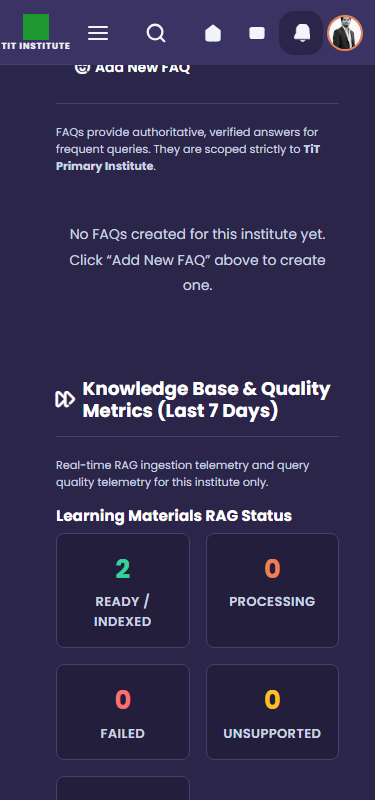 TIT INSTITUTE
Add New FAQ
FAQs provide authoritative, verified answers for
frequent queries. They are scoped strictly to TiT
Primary Institute.
No FAQs created for this institute yet.
Click “Add New FAQ” above to create
one.
Knowledge Base & Quality
Metrics (Last 7 Days)
Real-time RAG ingestion telemetry and query
quality telemetry for this institute only.
Learning Materials RAG Status
2
READY /
INDEXED
0
PROCESSING
0
FAILED
0
UNSUPPORTED